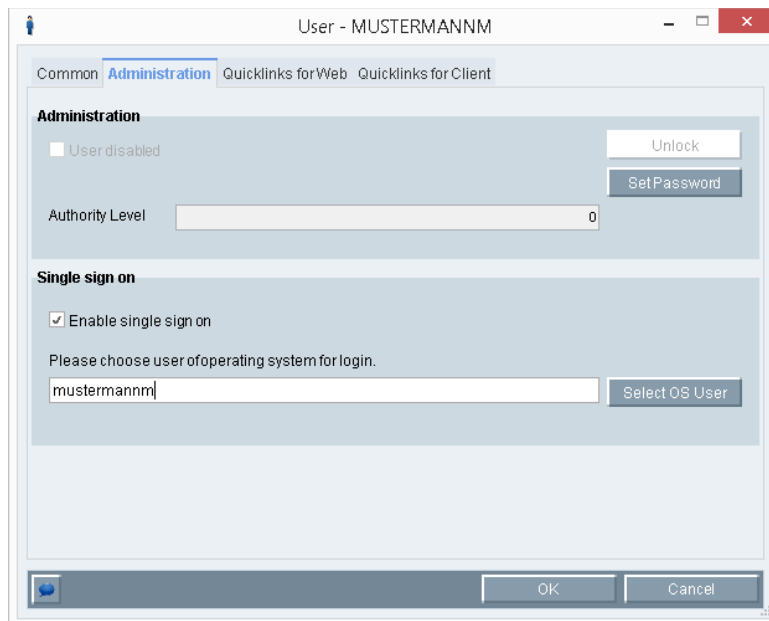 User - MUSTERMANNM
Common Administration Quicklinks for Web Quicklinks for Client
Administration
User disabled
Unlock
Set Password
Authority Level 0
Single sign on
Enable single sign on
Please choose user of operating system for login.
mustermannm
Select OS User
OK Cancel